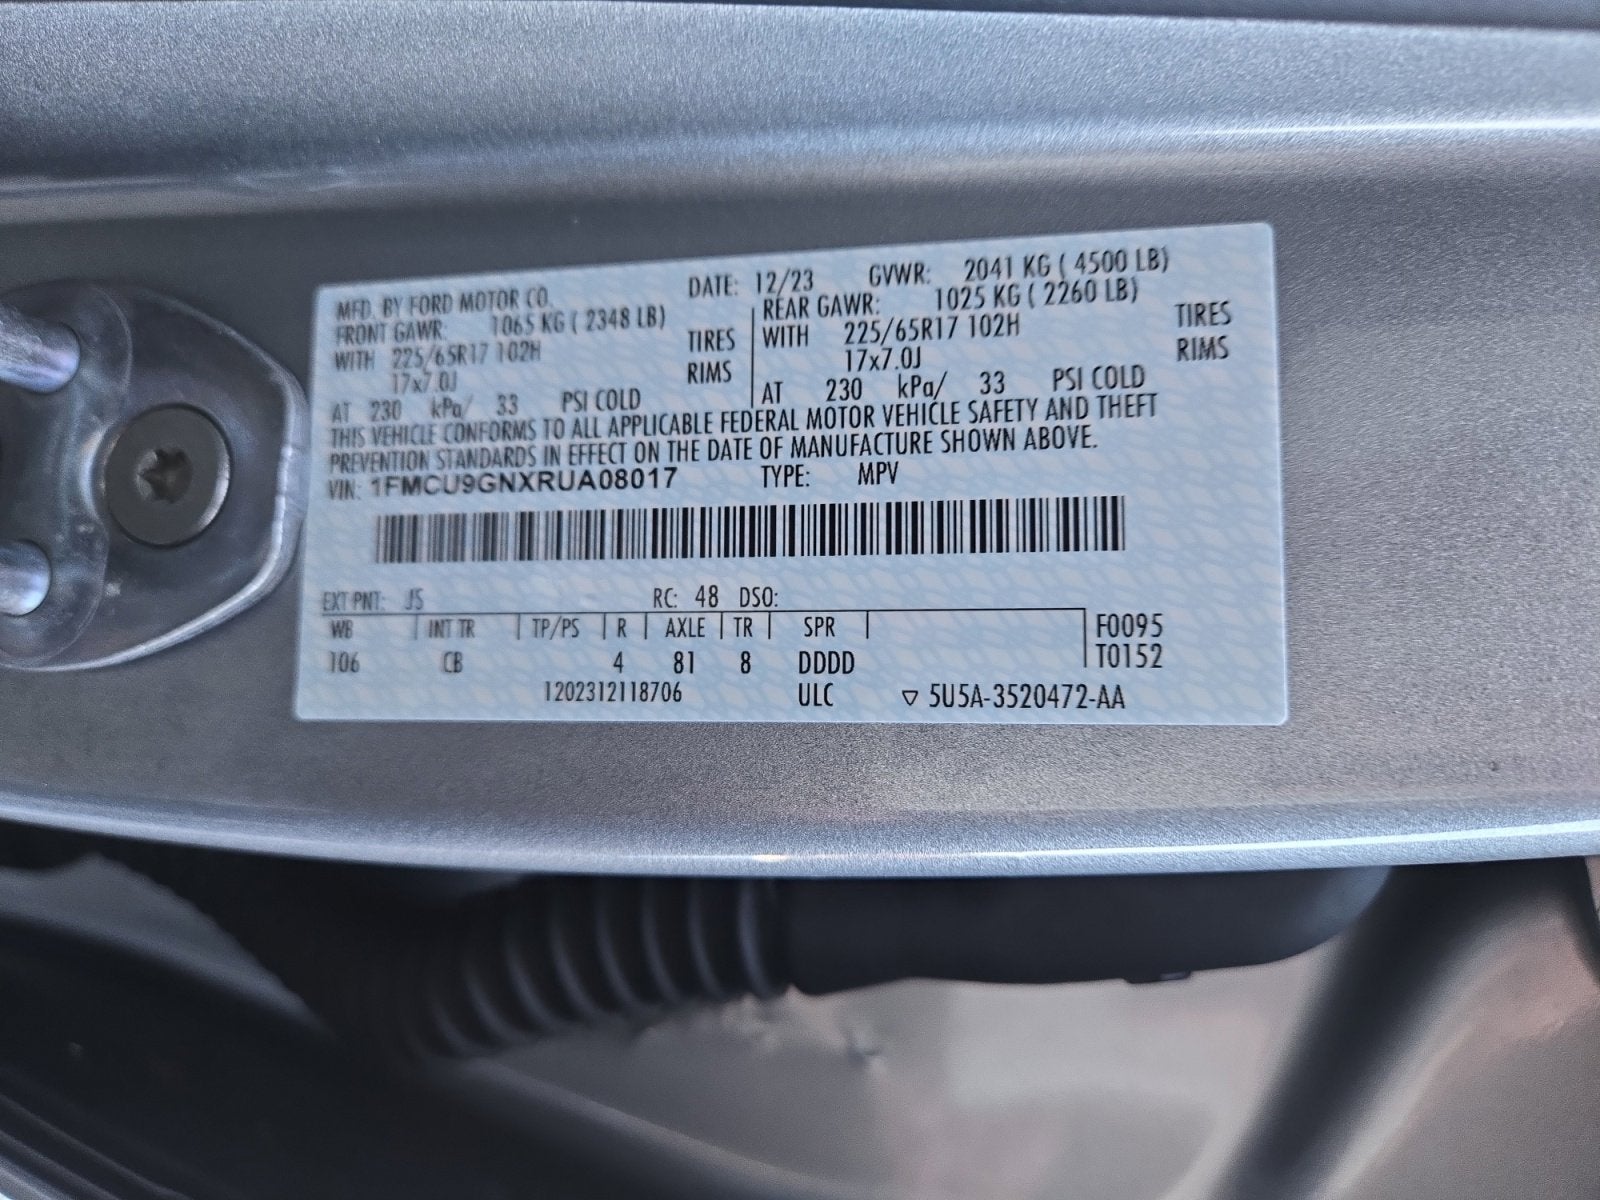 MFD. BY FORD MOTOR CO. DATE: 12/23 GVWR: 2041 KG ( 4500 LB)
FRONT GAWR: 1065 KG ( 2348 LB) REAR GAWR: 1025 KG ( 2260 LB)
WITH 225/65R17 102H TIRES WITH 225/65R17 102H TIRES
17x7.0J RIMS 17x7.0J RIMS
AT 230 kPa/ 33 PSI COLD AT 230 kPa/ 33 PSI COLD
THIS VEHICLE CONFORMS TO ALL APPLICABLE FEDERAL MOTOR VEHICLE SAFETY AND THEFT
PREVENTION STANDARDS IN EFFECT ON THE DATE OF MANUFACTURE SHOWN ABOVE.
VIN: 1FMCU9GNXRUA08017 TYPE: MPV
EXT PNT: JS RC: 48 DSO:
WB INT TR TP/PS R AXLE TR SPR F0095
106 CB 4 81 8 DDDD T0152
1202312118706 ULC ▽ 5U5A-3520472-AA